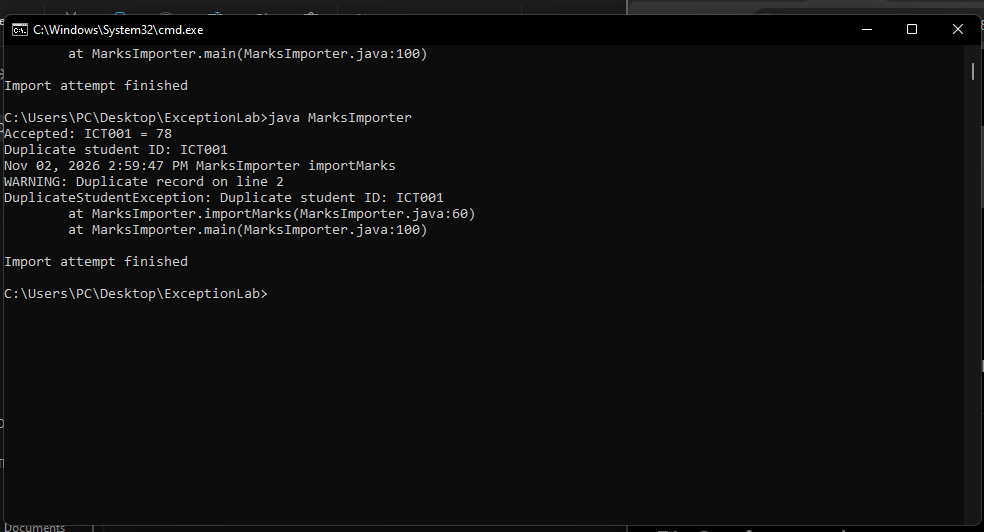 C:\Windows\System32\cmd.exe
at MarksImporter.main(MarksImporter.java:100)
Import attempt finished
C:\Users\PC\Desktop\ExceptionLab>java MarksImporter
Accepted: ICT001 = 78
Duplicate student ID: ICT001
Nov 02, 2026 2:59:47 PM MarksImporter importMarks
WARNING: Duplicate record on line 2
DuplicateStudentException: Duplicate student ID: ICT001
at MarksImporter.importMarks(MarksImporter.java:60)
at MarksImporter.main(MarksImporter.java:100)
Import attempt finished
C:\Users\PC\Desktop\ExceptionLab>
Documents